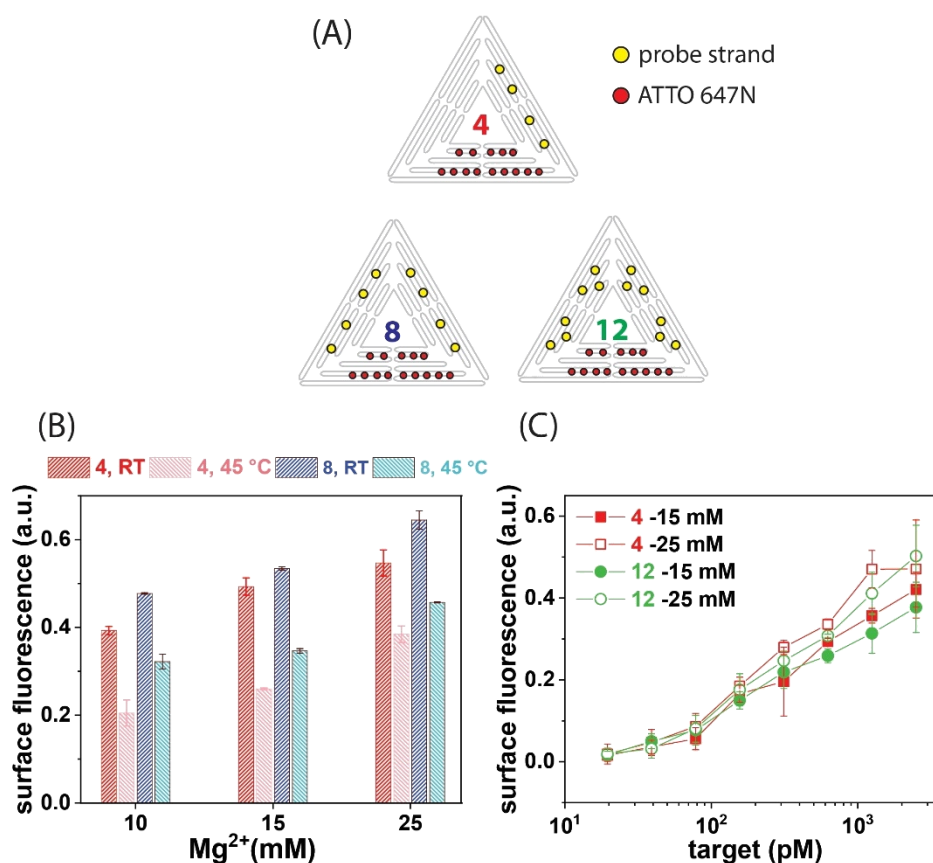 (A)
probe strand
ATTO 647N
4
8
12
(B)
4, RT
4, 45 °C
8, RT
8, 45 °C
surface fluorescence (a.u.)
0.6
0.4
0.2
0.0
10
15
25
Mg²⁺(mM)
(C)
surface fluorescence (a.u.)
0.6
0.4
0.2
0.0
4 -15 mM
4 -25 mM
12 -15 mM
12 -25 mM
10¹
10²
10³
target (pM)